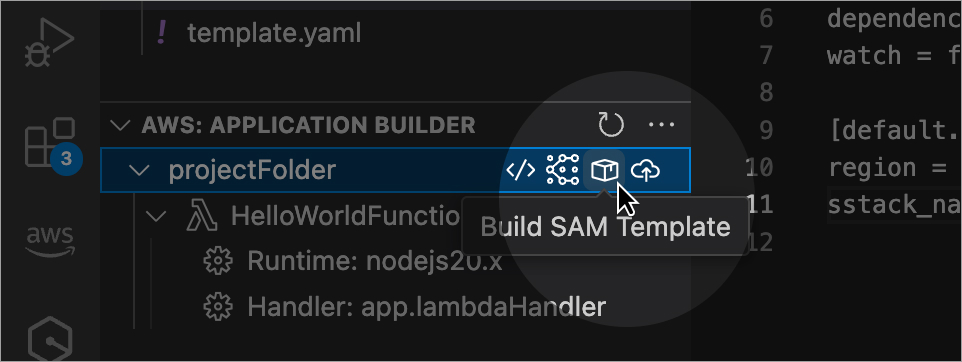 ! template.yaml
AWS: APPLICATION BUILDER
projectFolder
</>
HelloWorldFunctio
Build SAM Template
Runtime: nodejs20.x
Handler: app.lambdaHandler
3
aws
6 dependenc
7 watch = f
8
9 [default.
10 region =
11 sstack_na
12